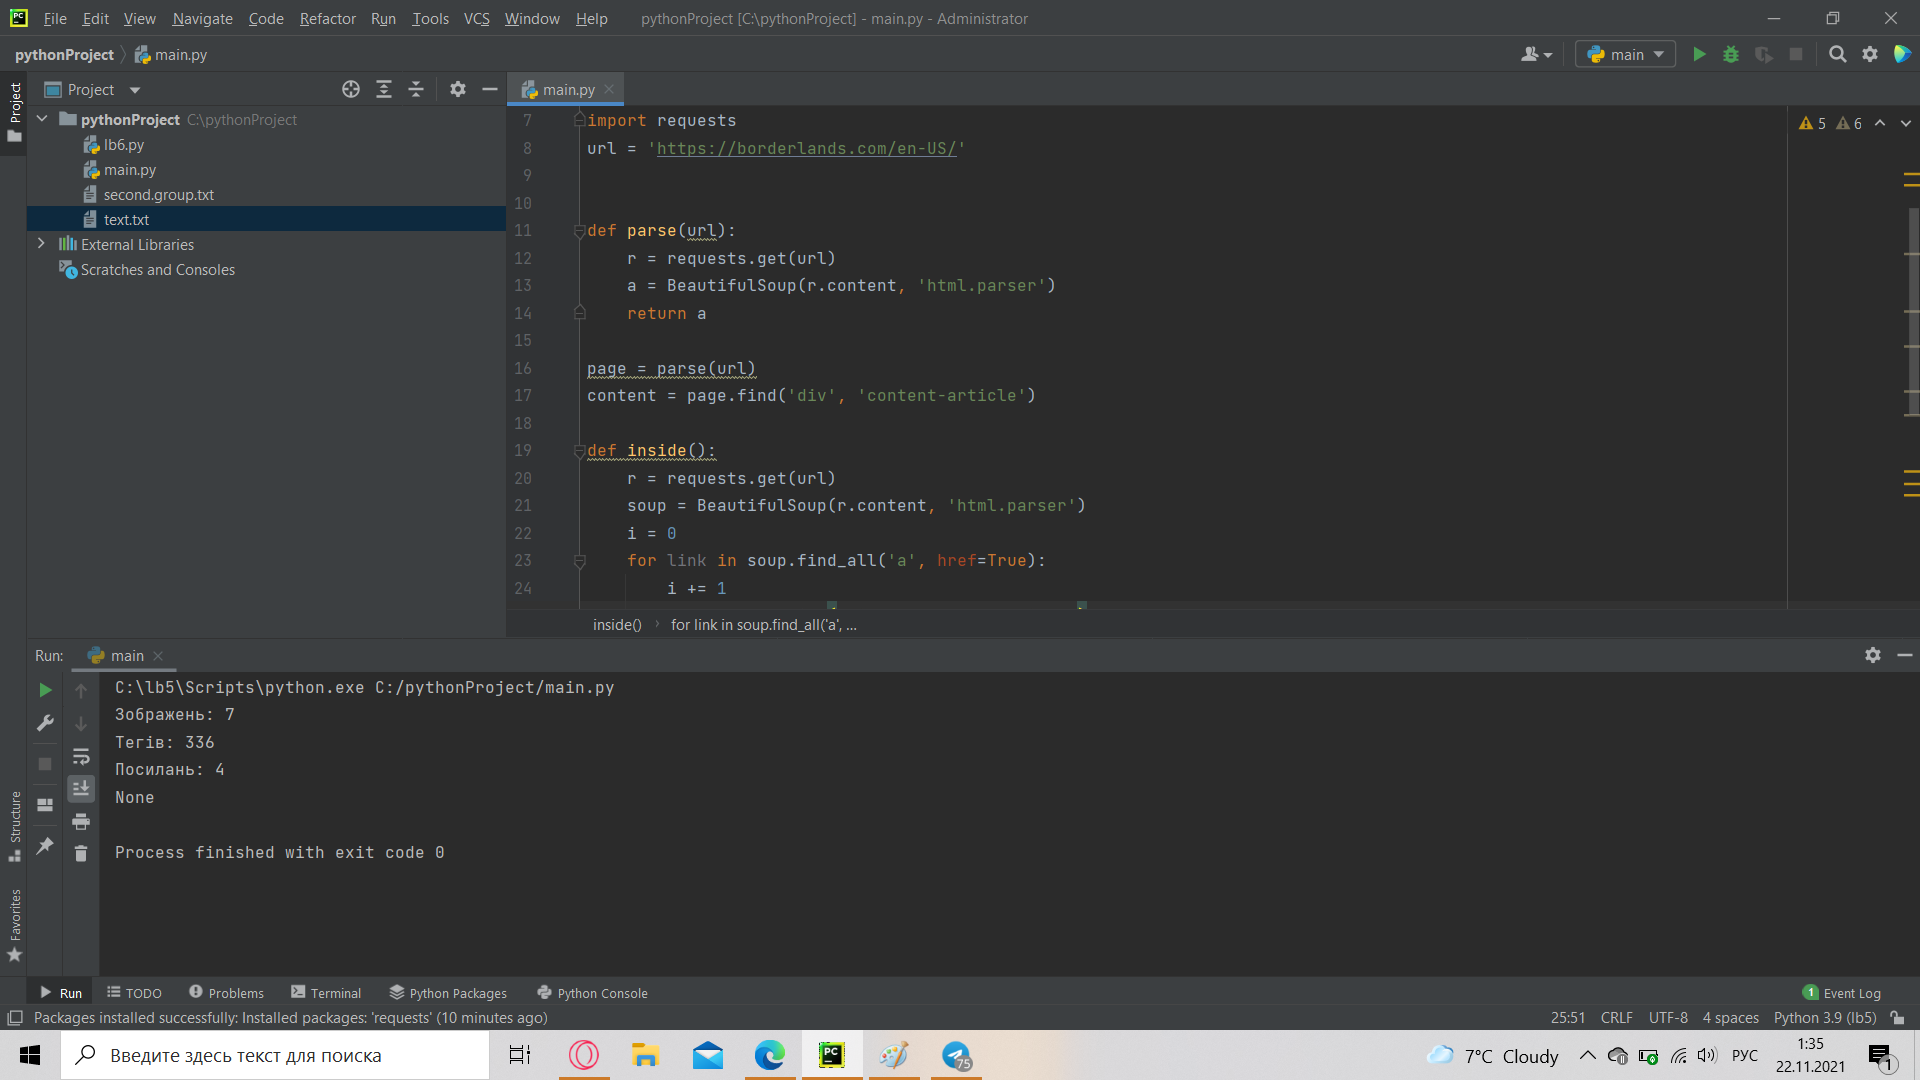 File Edit View Navigate Code Refactor Run Tools VCS Window Help pythonProject [C:\pythonProject] - main.py - Administrator
pythonProject main.py
main
Project
Project
main.py
pythonProject C:\pythonProject
lb6.py
main.py
second.group.txt
text.txt
External Libraries
Scratches and Consoles
5 6
7 import requests
8 url = 'https://borderlands.com/en-US/'
9
10
11 def parse(url):
12 r = requests.get(url)
13 a = BeautifulSoup(r.content, 'html.parser')
14 return a
15
16 page = parse(url)
17 content = page.find('div', 'content-article')
18
19 def inside():
20 r = requests.get(url)
21 soup = BeautifulSoup(r.content, 'html.parser')
22 i = 0
23 for link in soup.find_all('a', href=True):
24 i += 1
inside() for link in soup.find_all('a', ...
Run: main
C:\lb5\Scripts\python.exe C:/pythonProject/main.py
Зображень: 7
Тегів: 336
Посилань: 4
None
Process finished with exit code 0
Structure
Favorites
Run TODO Problems Terminal Python Packages Python Console 1 Event Log
Packages installed successfully: Installed packages: 'requests' (10 minutes ago) 25:51 CRLF UTF-8 4 spaces Python 3.9 (lb5)
Введите здесь текст для поиска
PC
75
7°C Cloudy
РУС
1:35
22.11.2021
1